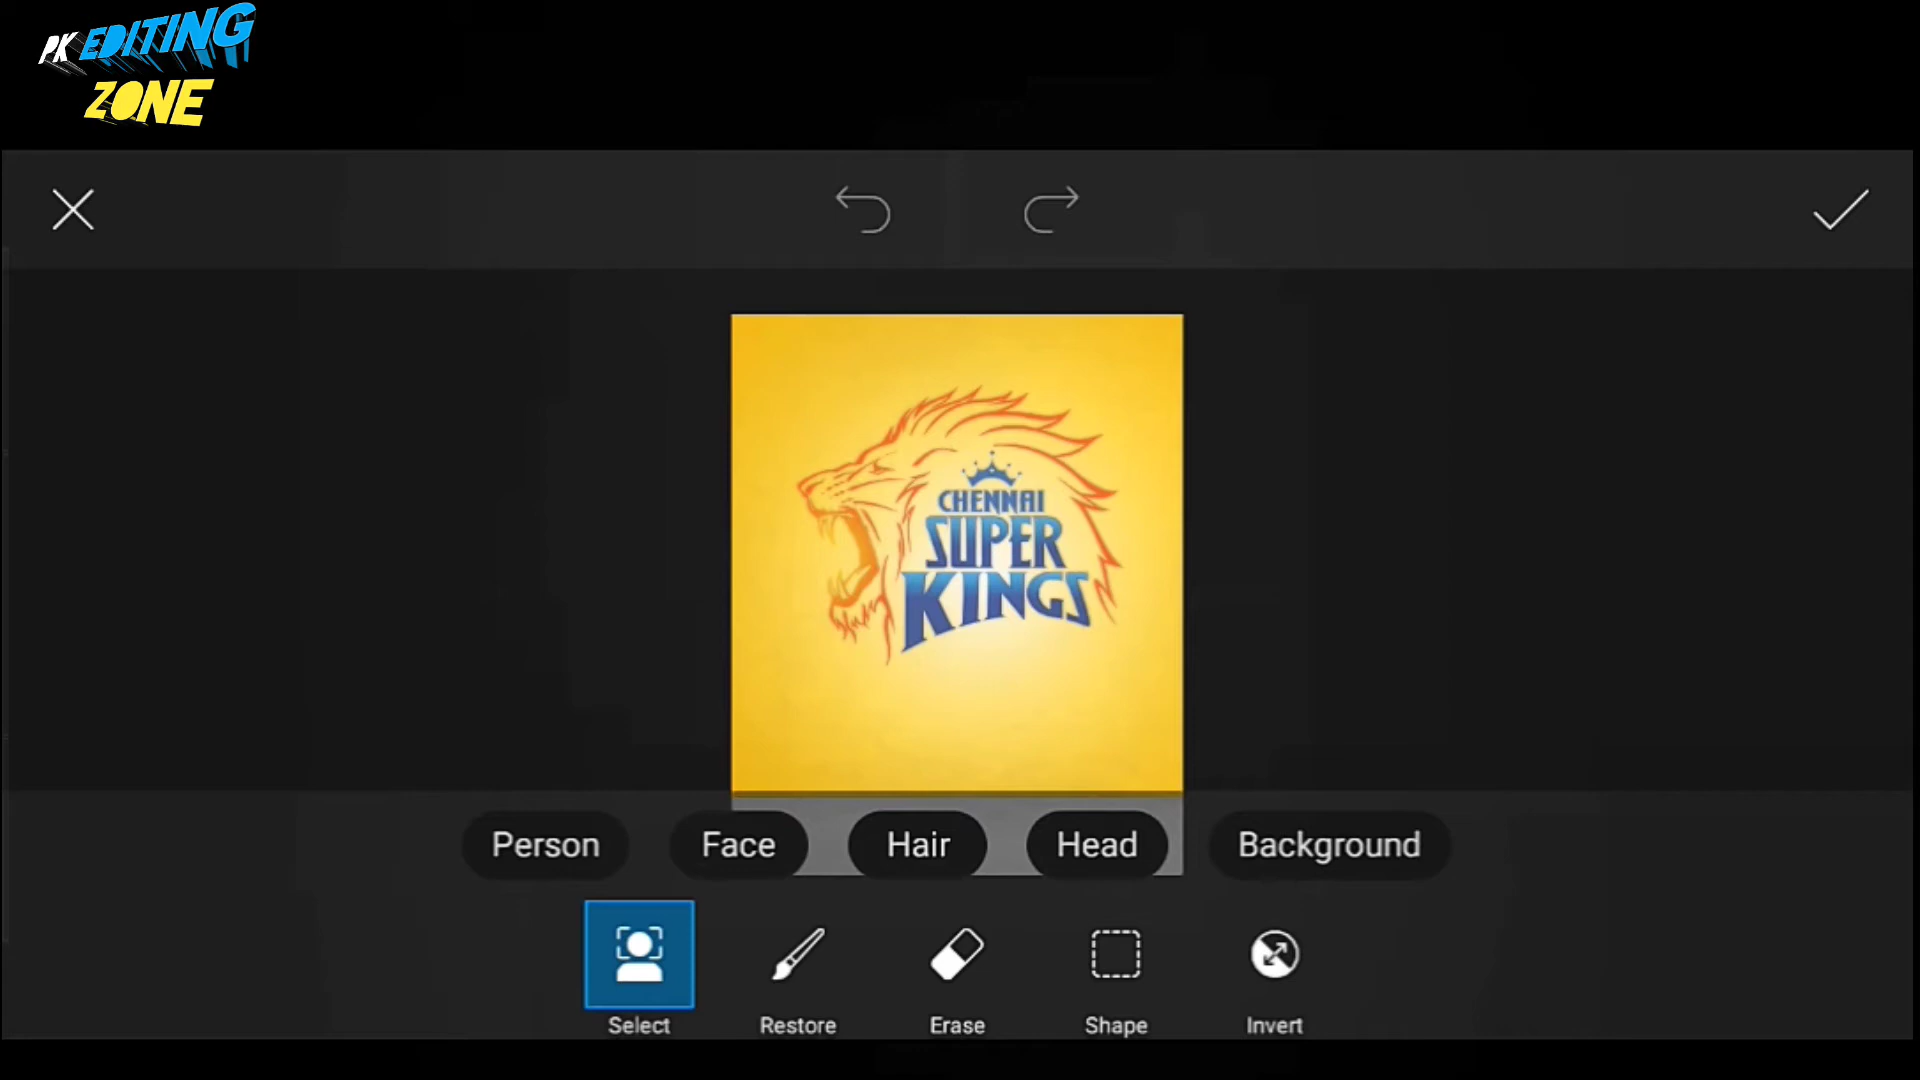 PK EDITING
ZONE
CHENNAI
SUPER
KINGS
Person Face Hair Head Background
Select Restore Erase Shape Invert